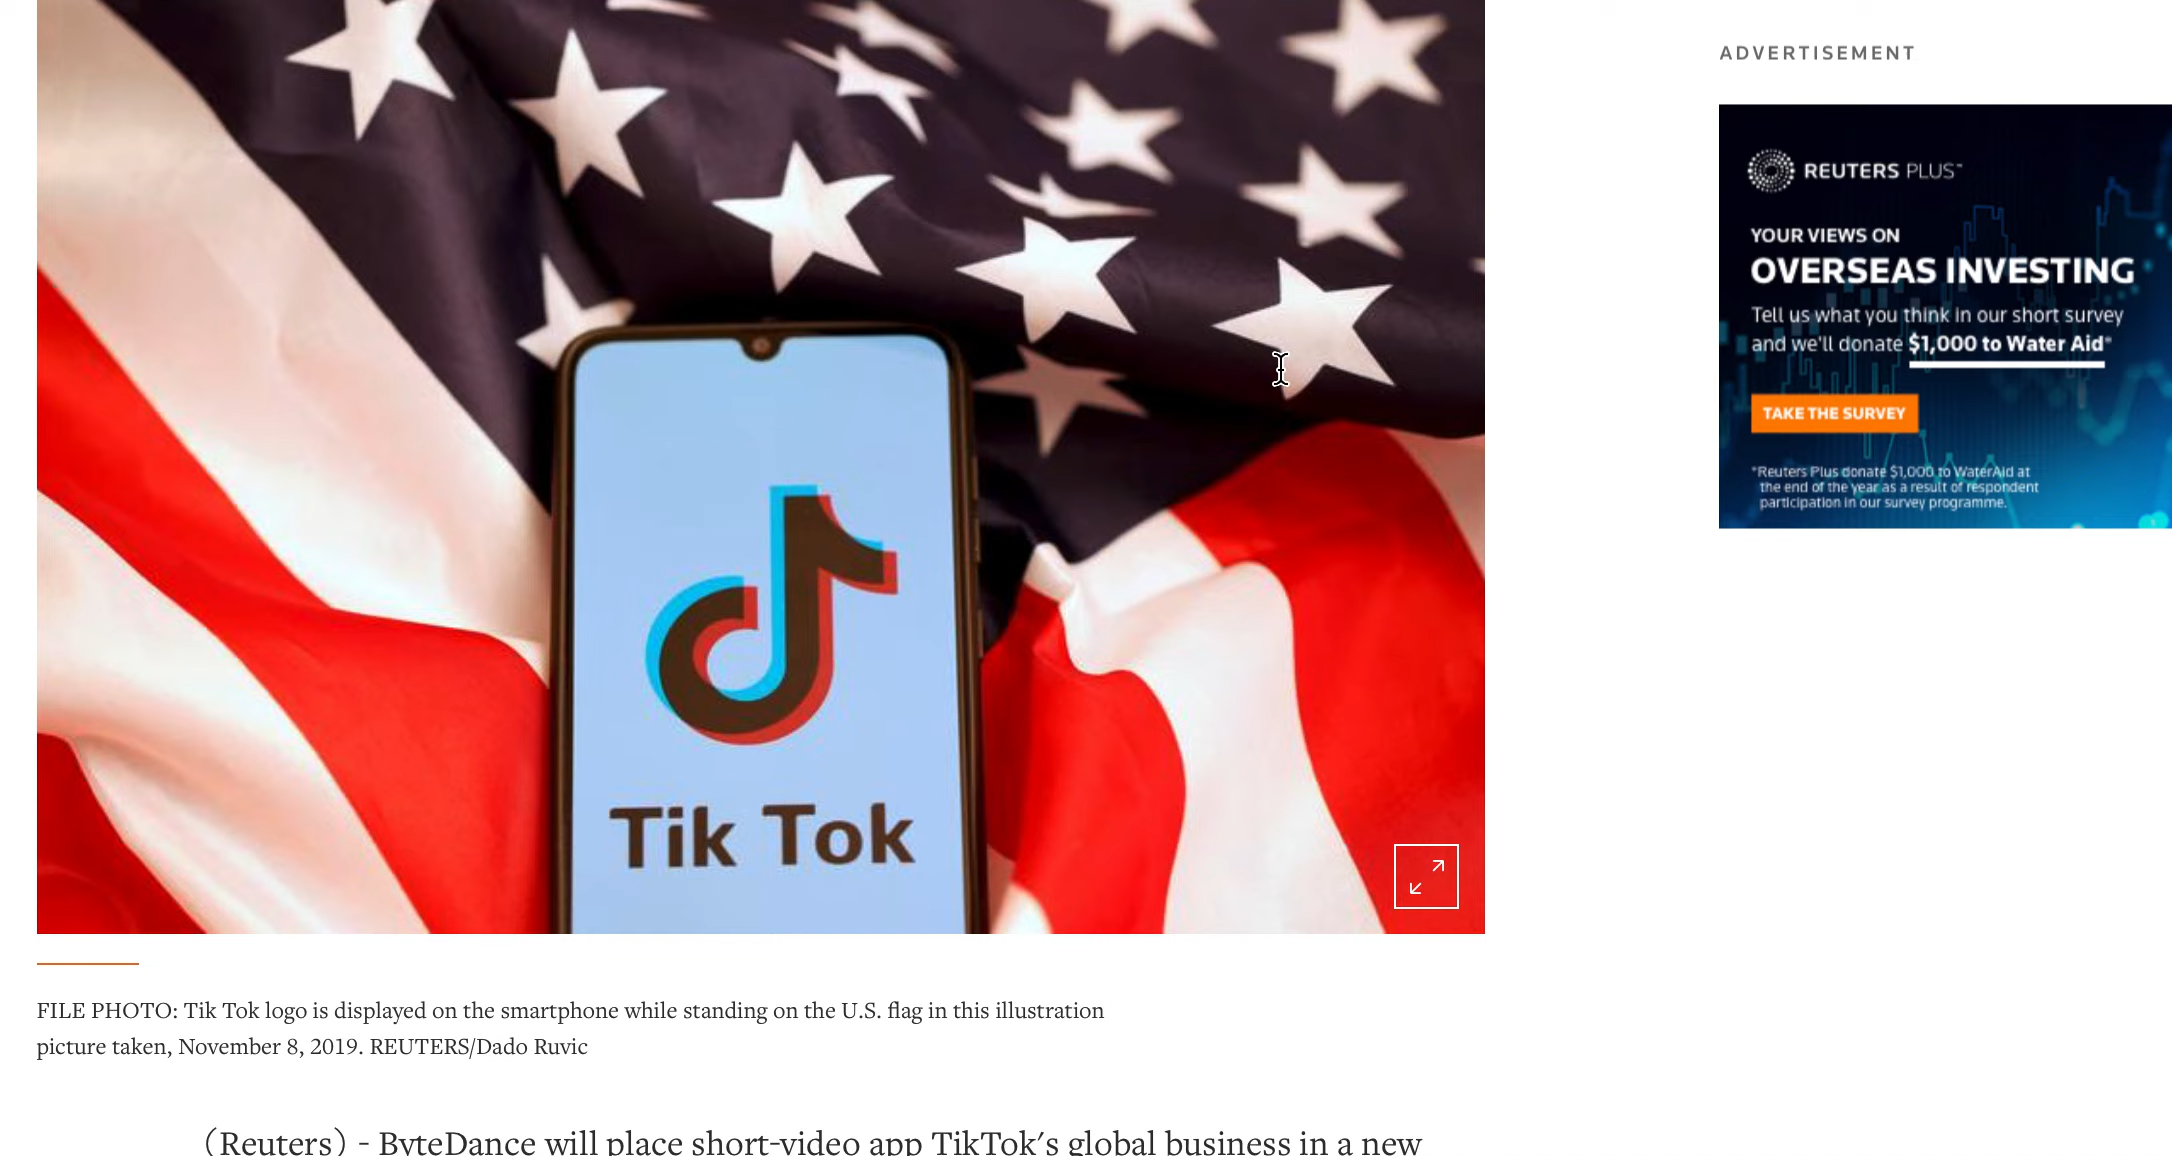 Tik Tok
FILE PHOTO: Tik Tok logo is displayed on the smartphone while standing on the U.S. flag in this illustration
picture taken, November 8, 2019. REUTERS/Dado Ruvic
(Reuters) - ByteDance will place short-video app TikTok's global business in a new
ADVERTISEMENT
REUTERS PLUS™
YOUR VIEWS ON
OVERSEAS INVESTING
Tell us what you think in our short survey
and we'll donate $1,000 to Water Aid*
TAKE THE SURVEY
*Reuters Plus donate $1,000 to WaterAid at
the end of the year as a result of respondent
participation in our survey programme.